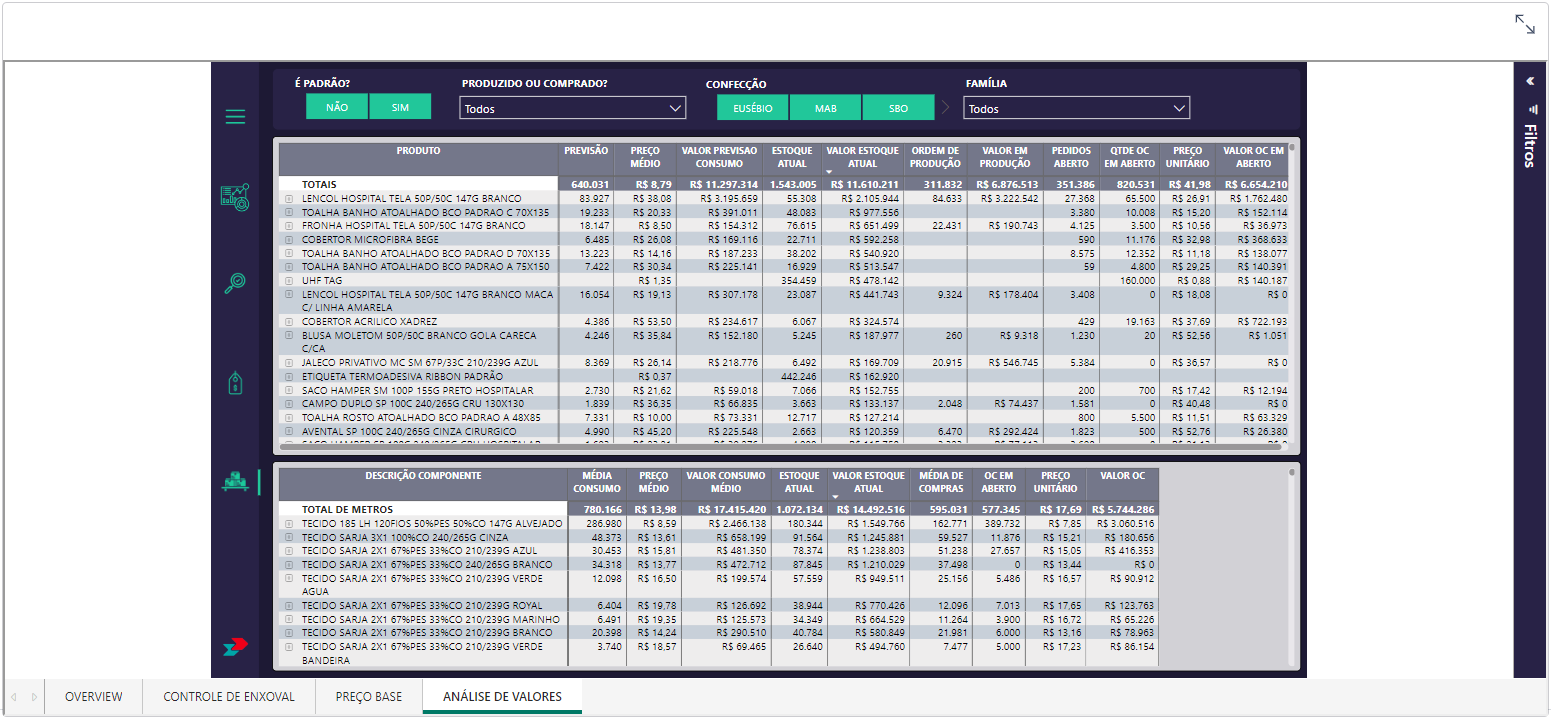 É PADRÃO?
PRODUZIDO OU COMPRADO?
CONFECÇÃO
FAMÍLIA
NÃO SIM Todos EUSÉBIO MAB SBO Todos
Filtros
PRODUTO PREVISÃO PREÇO MÉDIO VALOR PREVISAO CONSUMO ESTOQUE ATUAL VALOR ESTOQUE ATUAL ORDEM DE PRODUÇÃO VALOR EM PRODUÇÃO PEDIDOS ABERTO QTDE OC EM ABERTO PREÇO UNITÁRIO VALOR OC EM ABERTO
TOTAIS 640.031 R$ 8,79 R$ 11.297.314 1.543.005 R$ 11.610.211 311.832 R$ 6.876.513 351.386 820.531 R$ 41,98 R$ 6.654.210
LENCOL HOSPITAL TELA 50P/50C 147G BRANCO 83.927 R$ 38,08 R$ 3.195.659 55.308 R$ 2.105.944 84.633 R$ 3.222.542 27.368 65.500 R$ 26,91 R$ 1.762.480
TOALHA BANHO ATOALHADO BCO PADRAO C 70X135 19.233 R$ 20,33 R$ 391.011 48.083 R$ 977.556 3.380 10.008 R$ 15,20 R$ 152.114
FRONHA HOSPITAL TELA 50P/50C 147G BRANCO 18.147 R$ 8,50 R$ 154.312 76.615 R$ 651.499 22.431 R$ 190.743 4.125 3.500 R$ 10,56 R$ 36.973
COBERTOR MICROFIBRA BEGE 6.485 R$ 26,08 R$ 169.116 22.711 R$ 592.258 590 11.176 R$ 32,98 R$ 368.633
TOALHA BANHO ATOALHADO BCO PADRAO D 70X135 13.223 R$ 14,16 R$ 187.233 38.202 R$ 540.920 8.575 12.352 R$ 11,18 R$ 138.077
TOALHA BANHO ATOALHADO BCO PADRAO A 75X150 7.422 R$ 30,34 R$ 225.141 16.929 R$ 513.547 59 4.800 R$ 29,25 R$ 140.391
UHF TAG R$ 1,35 354.459 R$ 478.142 160.000 R$ 0,88 R$ 140.187
LENCOL HOSPITAL TELA 50P/50C 147G BRANCO MACA 16.054 R$ 19,13 R$ 307.178 23.087 R$ 441.743 9.324 R$ 178.404 3.408 0 R$ 18,08 R$ 0
C/ LINHA AMARELA
COBERTOR ACRILICO XADREZ 4.386 R$ 53,50 R$ 234.617 6.067 R$ 324.574 429 19.163 R$ 37,69 R$ 722.193
BLUSA MOLETOM 50P/50C BRANCO GOLA CARECA 4.246 R$ 35,84 R$ 152.180 5.245 R$ 187.977 260 R$ 9.318 1.230 20 R$ 52,56 R$ 1.051
C/CA
JALECO PRIVATIVO MC SM 67P/33C 210/239G AZUL 8.369 R$ 26,14 R$ 218.776 6.492 R$ 169.709 20.915 R$ 546.745 5.384 0 R$ 36,57 R$ 0
ETIQUETA TERMOADESIVA RIBBON PADRÃO R$ 0,37 442.246 R$ 162.920
SACO HAMPER SM 100P 155G PRETO HOSPITALAR 2.730 R$ 21,62 R$ 59.018 7.066 R$ 152.755 200 700 R$ 17,42 R$ 12.194
CAMPO DUPLO SP 100C 240/265G CRU 130X130 1.839 R$ 36,35 R$ 66.835 3.663 R$ 133.137 2.048 R$ 74.437 1.581 0 R$ 40,48 R$ 0
TOALHA ROSTO ATOALHADO BCO PADRAO A 48X85 7.331 R$ 10,00 R$ 73.331 12.717 R$ 127.214 800 5.500 R$ 11,51 R$ 63.329
AVENTAL SP 100C 240/265G CINZA CIRURGICO 4.990 R$ 45,20 R$ 225.548 2.663 R$ 120.359 6.470 R$ 292.424 1.823 500 R$ 52,76 R$ 26.380
DESCRIÇÃO COMPONENTE MÉDIA CONSUMO PREÇO MÉDIO VALOR CONSUMO MÉDIO ESTOQUE ATUAL VALOR ESTOQUE ATUAL MÉDIA DE COMPRAS OC EM ABERTO PREÇO UNITÁRIO VALOR OC
TOTAL DE METROS 780.166 R$ 13,98 R$ 17.415.420 1.072.134 R$ 14.492.516 595.031 577.345 R$ 17,69 R$ 5.744.286
TECIDO 185 LH 120FIOS 50%PES 50%CO 147G ALVEJADO 286.980 R$ 8,59 R$ 2.466.138 180.344 R$ 1.549.766 162.771 389.732 R$ 7,85 R$ 3.060.516
TECIDO SARJA 3X1 100%CO 240/265G CINZA 48.373 R$ 13,61 R$ 658.199 91.564 R$ 1.245.881 59.527 11.876 R$ 15,21 R$ 180.656
TECIDO SARJA 2X1 67%PES 33%CO 210/239G AZUL 30.453 R$ 15,81 R$ 481.350 78.374 R$ 1.238.803 51.238 27.657 R$ 15,05 R$ 416.353
TECIDO SARJA 2X1 67%PES 33%CO 240/265G BRANCO 34.318 R$ 13,77 R$ 472.712 87.845 R$ 1.210.029 37.498 0 R$ 13,44 R$ 0
TECIDO SARJA 2X1 67%PES 33%CO 210/239G VERDE 12.098 R$ 16,50 R$ 199.574 57.559 R$ 949.511 25.156 5.486 R$ 16,57 R$ 90.912
AGUA
TECIDO SARJA 2X1 67%PES 33%CO 210/239G ROYAL 6.404 R$ 19,78 R$ 126.692 38.944 R$ 770.426 12.096 7.013 R$ 17,65 R$ 123.763
TECIDO SARJA 2X1 67%PES 33%CO 210/239G MARINHO 6.491 R$ 19,35 R$ 125.573 34.349 R$ 664.529 11.264 3.900 R$ 16,72 R$ 65.226
TECIDO SARJA 2X1 67%PES 33%CO 210/239G BRANCO 20.398 R$ 14,24 R$ 290.510 40.784 R$ 580.849 21.981 6.000 R$ 13,16 R$ 78.963
TECIDO SARJA 2X1 67%PES 33%CO 210/239G VERDE 3.740 R$ 18,57 R$ 69.465 26.640 R$ 494.760 7.477 5.000 R$ 17,23 R$ 86.154
BANDEIRA
OVERVIEW CONTROLE DE ENXOVAL PREÇO BASE ANÁLISE DE VALORES